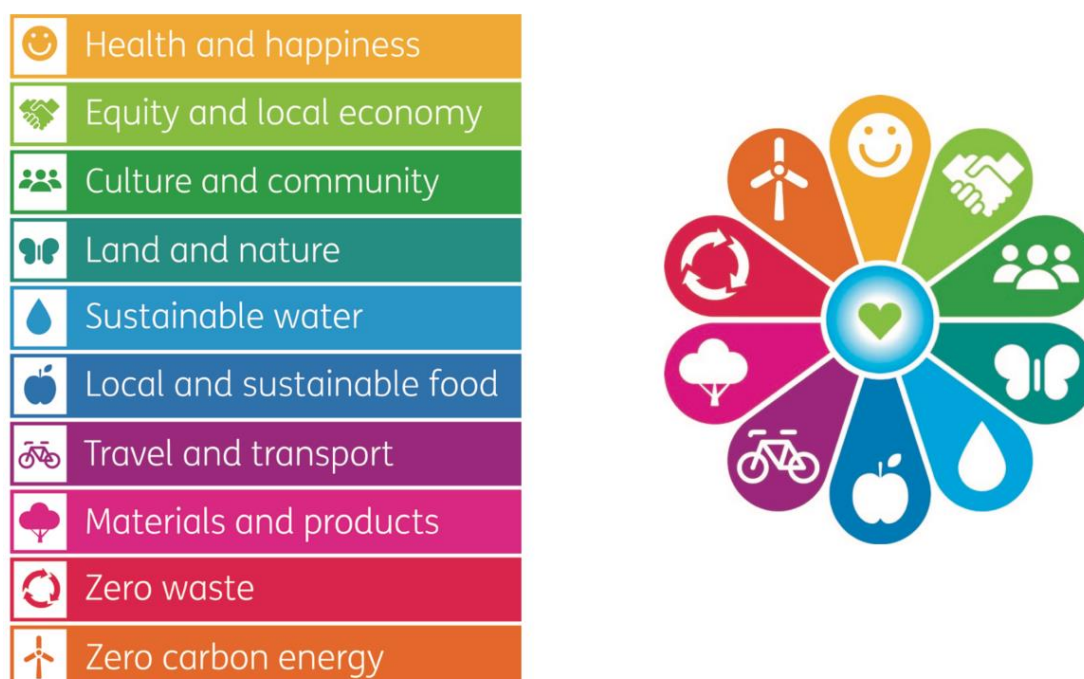 Health and happiness
Equity and local economy
Culture and community
Land and nature
Sustainable water
Local and sustainable food
Travel and transport
Materials and products
Zero waste
Zero carbon energy